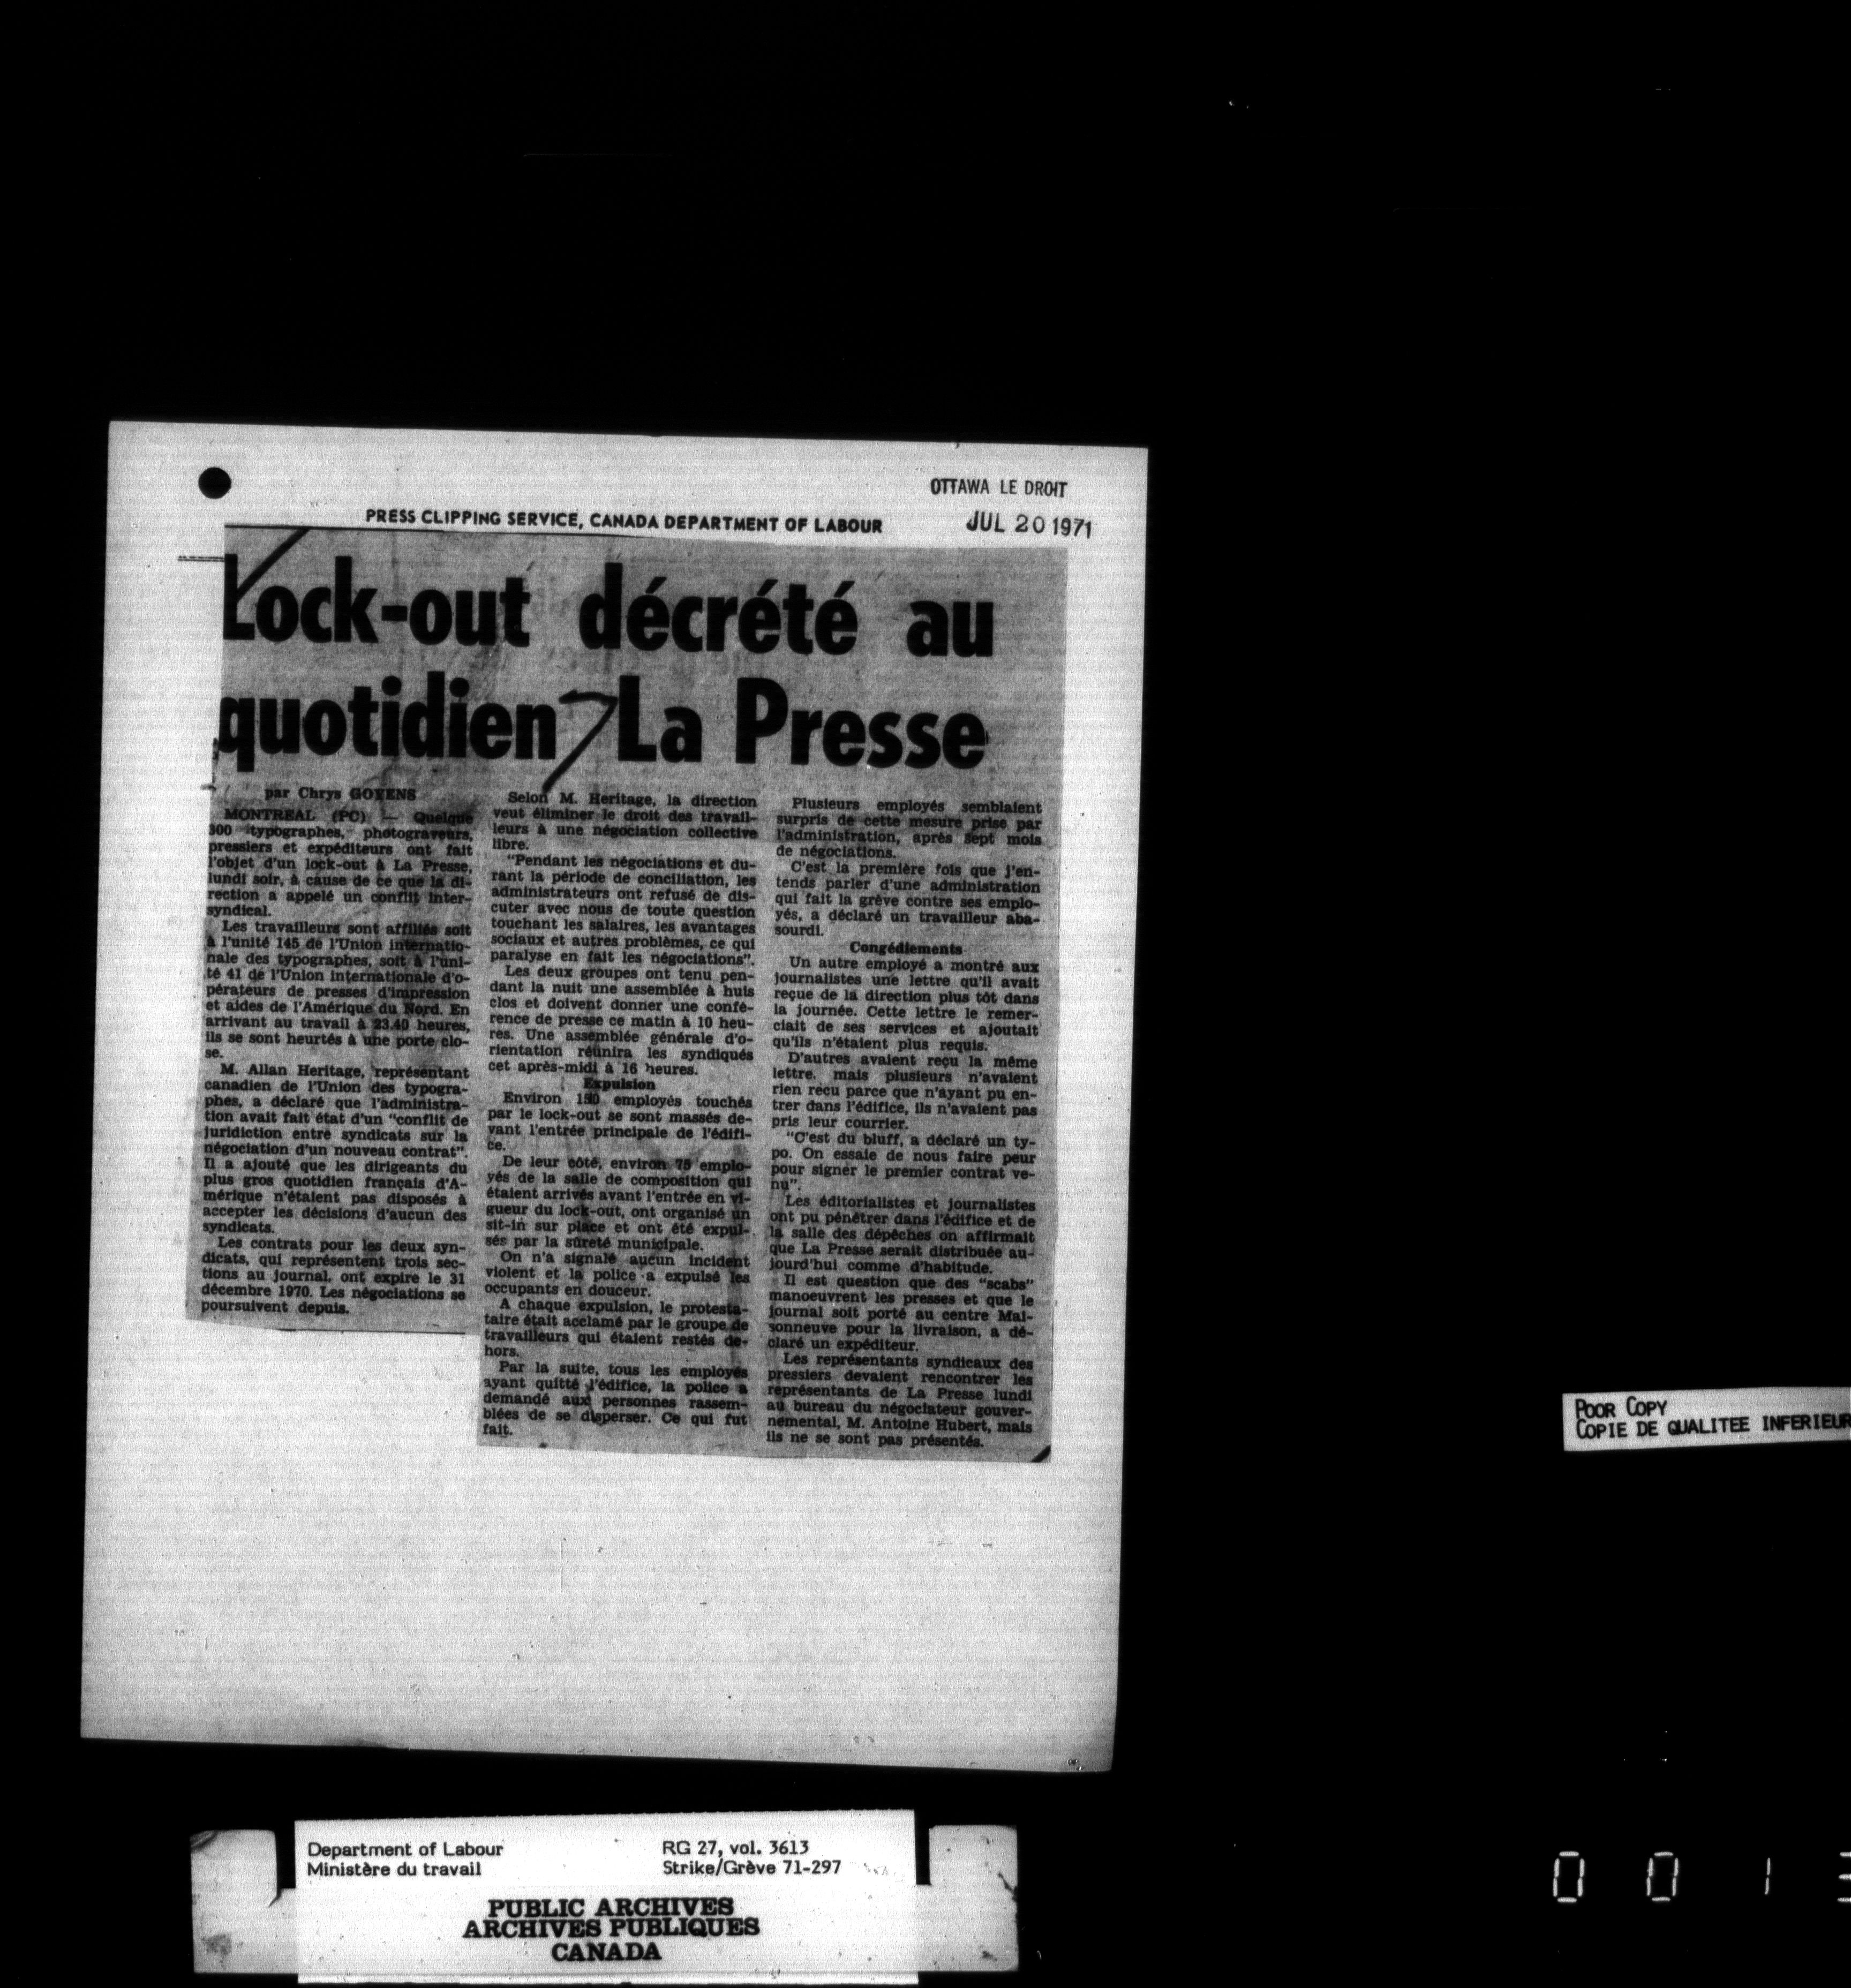 OTTAWA LE DROIT
PRESS CLIPPING SERVICE, CANADA DEPARTMENT OF LABOUR
JUL 20 1971
Lock-out décrété au
quotidien La Presse
par Chrys GOYENS
MONTREAL (PC) — Quelque
300 typographes, photograveurs,
pressiers et expéditeurs ont fait
l'objet d'un lock-out à La Presse,
lundi soir, à cause de ce que la di-
rection a appelé un conflit inter-
syndical.
Les travailleurs sont affiliés soit
à l'unité 145 de l'Union internatio-
nale des typographes, soit à l'uni-
té 41 de l'Union internationale d'o-
pérateurs de presses d'impression
et aides de l'Amérique du Nord. En
arrivant au travail à 23.40 heures,
ils se sont heurtés à une porte clo-
se.
M. Allan Heritage, représentant
canadien de l'Union des typogra-
phes, a déclaré que l'administra-
tion avait fait état d'un "conflit de
juridiction entre syndicats sur la
négociation d'un nouveau contrat".
Il a ajouté que les dirigeants du
plus gros quotidien français d'A-
mérique n'étaient pas disposés à
accepter les décisions d'aucun des
syndicats.
Les contrats pour les deux syn-
dicats, qui représentent trois sec-
tions au journal, ont expire le 31
décembre 1970. Les négociations se
poursuivent depuis.
Selon M. Heritage, la direction
veut éliminer le droit des travail-
leurs à une négociation collective
libre.
"Pendant les négociations et du-
rant la période de conciliation, les
administrateurs ont refusé de dis-
cuter avec nous de toute question
touchant les salaires, les avantages
sociaux et autres problèmes, ce qui
paralyse en fait les négociations".
Les deux groupes ont tenu pen-
dant la nuit une assemblée à huis
clos et doivent donner une confé-
rence de presse ce matin à 10 heu-
res. Une assemblée générale d'o-
rientation réunira les syndiqués
cet après-midi à 16 heures.
Expulsion
Environ 150 employés touchés
par le lock-out se sont massés de-
vant l'entrée principale de l'édifi-
ce.
De leur côté, environ 75 emplo-
yés de la salle de composition qui
étaient arrivés avant l'entrée en vi-
gueur du lock-out, ont organisé un
sit-in sur place et ont été expul-
sés par la sûreté municipale.
On n'a signalé aucun incident
violent et la police a expulsé les
occupants en douceur.
A chaque expulsion, le protesta-
taire était acclamé par le groupe de
travailleurs qui étaient restés de-
hors.
Par la suite, tous les employés
ayant quitté l'édifice, la police a
demandé aux personnes rassem-
blées de se disperser. Ce qui fut
fait.
Plusieurs employés semblaient
surpris de cette mesure prise par
l'administration, après sept mois
de négociations.
C'est la première fois que j'en-
tends parler d'une administration
qui fait la grève contre ses emplo-
yés, a déclaré un travailleur aba-
sourdi.
Congédiements
Un autre employé a montré aux
journalistes une lettre qu'il avait
reçue de la direction plus tôt dans
la journée. Cette lettre le remer-
ciait de ses services et ajoutait
qu'ils n'étaient plus requis.
D'autres avaient reçu la même
lettre. mais plusieurs n'avaient
rien reçu parce que n'ayant pu en-
trer dans l'édifice, ils n'avaient pas
pris leur courrier.
"C'est du bluff, a déclaré un ty-
po. On essaie de nous faire peur
pour signer le premier contrat ve-
nu".
Les éditorialistes et journalistes
ont pu pénétrer dans l'édifice et de
la salle des dépêches on affirmait
que La Presse serait distribuée au-
jourd'hui comme d'habitude.
Il est question que des "scabs"
manoeuvrent les presses et que le
journal soit porté au centre Mai-
sonneuve pour la livraison, a dé-
claré un expéditeur.
Les représentants syndicaux des
pressiers devaient rencontrer les
représentants de La Presse lundi
au bureau du négociateur gouver-
nemental, M. Antoine Hubert, mais
ils ne se sont pas présentés.
POOR COPY
COPIE DE QUALITEE INFERIEUR
Department of Labour
Ministère du travail
RG 27, vol. 3613
Strike/Grève 71-297
PUBLIC ARCHIVES
ARCHIVES PUBLIQUES
CANADA
0 0 1 3